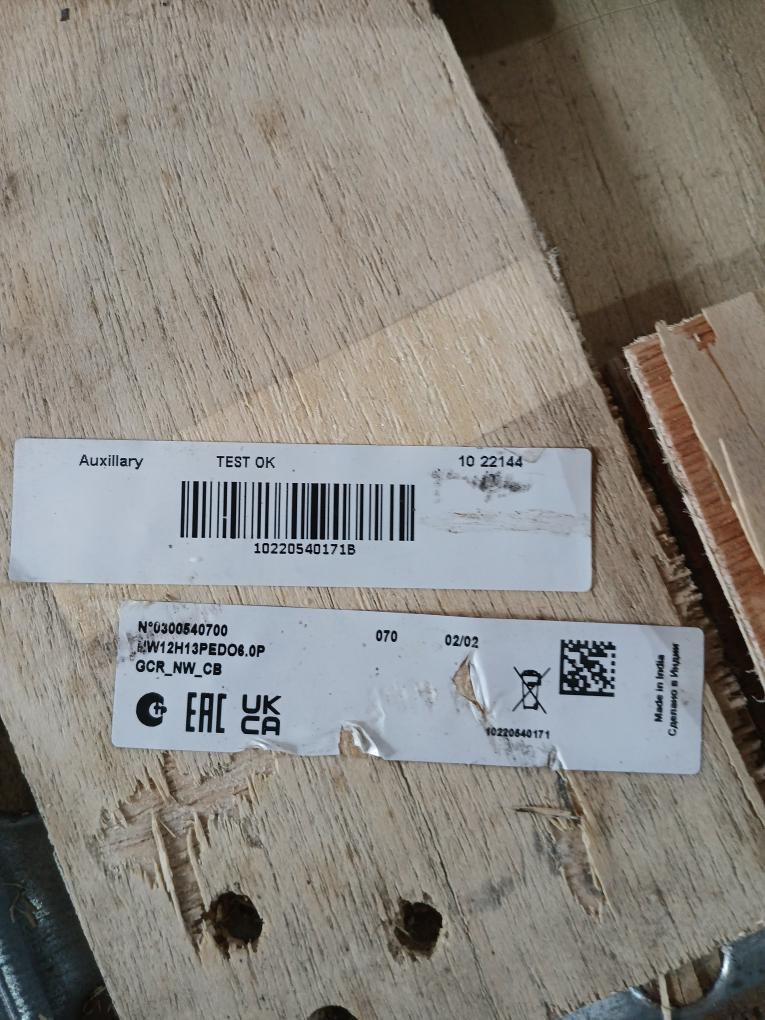 Auxillary TEST OK 10 22144
10220540171B
N°0300540700 070 02/02
MW12H13PEDO6.0P
GCR_NW_CB
EAC UK
CA
10220540171
Made in India
Сделано в Индии